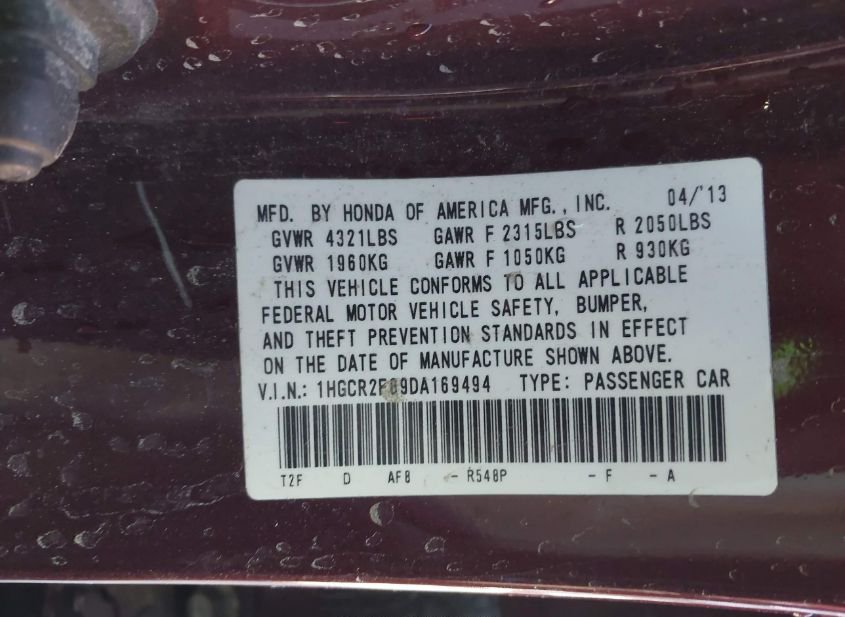 MFD. BY HONDA OF AMERICA MFG., INC. 04/'13
GVWR 4321LBS GAWR F 2315LBS R 2050LBS
GVWR 1960KG GAWR F 1050KG R 930KG
THIS VEHICLE CONFORMS TO ALL APPLICABLE
FEDERAL MOTOR VEHICLE SAFETY, BUMPER,
AND THEFT PREVENTION STANDARDS IN EFFECT
ON THE DATE OF MANUFACTURE SHOWN ABOVE.
V.I.N.: 1HGCR2F89DA169494 TYPE: PASSENGER CAR
T2F D AF8 - R548P - F - A